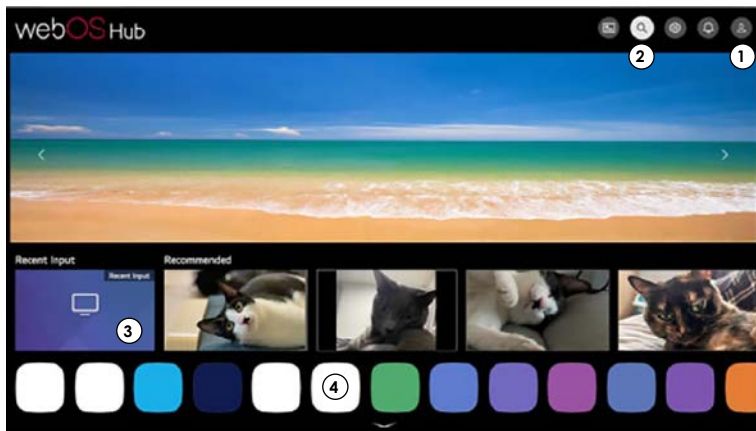 webOS Hub
2
1
Recent Input
Recommended
Recent Input
3
4